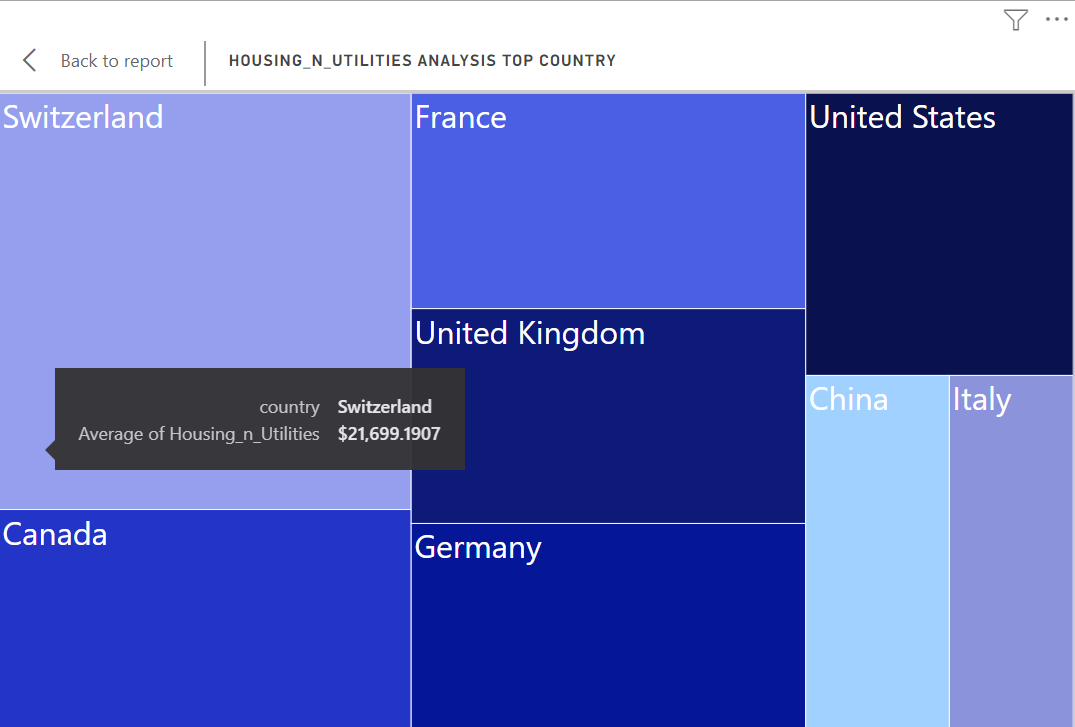 Back to report
HOUSING_N_UTILITIES ANALYSIS TOP COUNTRY
Switzerland
France
United States
United Kingdom
China
Italy
country Switzerland
Average of Housing_n_Utilities $21,699.1907
Canada
Germany